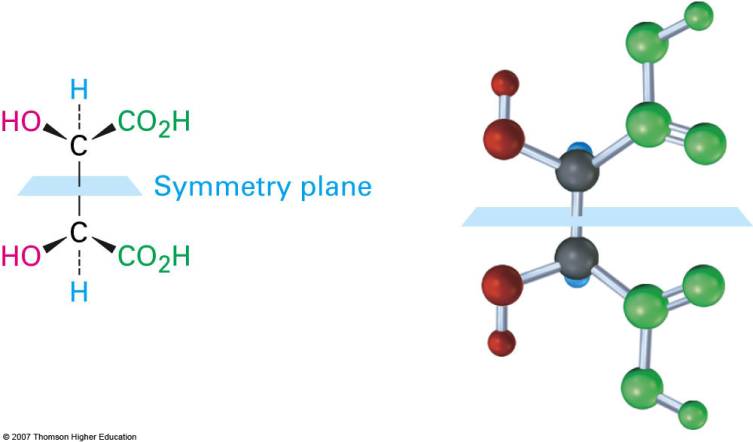 H
HO CO₂H
C
Symmetry plane
C
HO CO₂H
H
© 2007 Thomson Higher Education